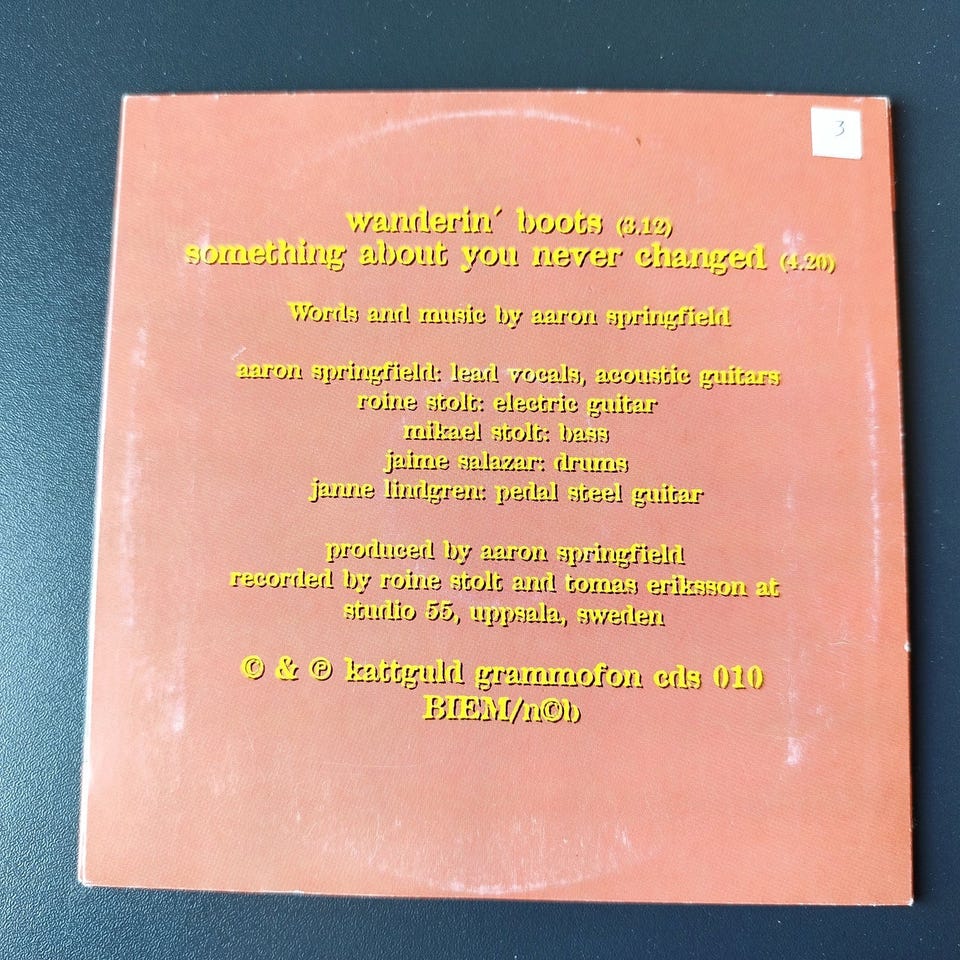 3
wanderin´ boots (3.12)
something about you never changed (4.20)
Words and music by aaron springfield
aaron springfield: lead vocals, acoustic guitars
roine stolt: electric guitar
mikael stolt: bass
jaime salazar: drums
janne lindgren: pedal steel guitar
produced by aaron springfield
recorded by roine stolt and tomas eriksson at
studio 55, uppsala, sweden
© & ℗ kattguld grammofon cds 010
BIEM/n©b